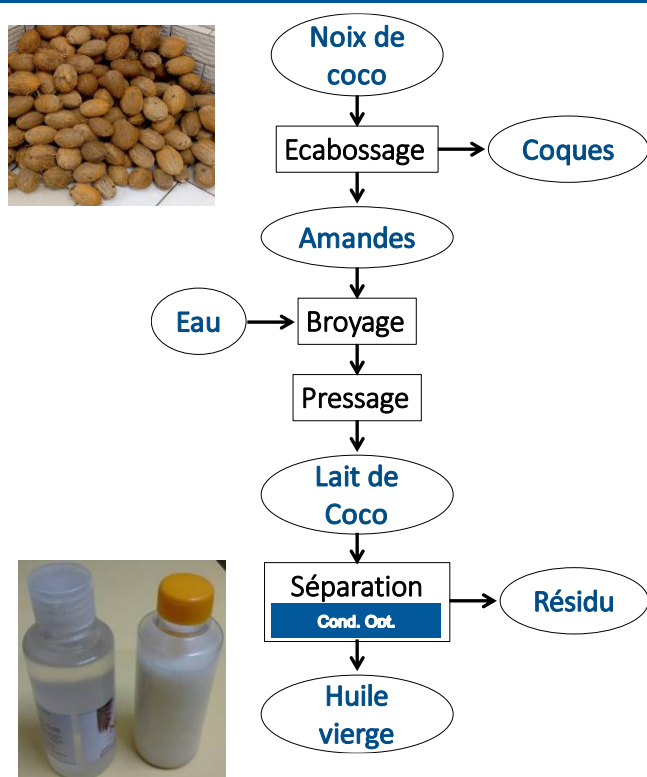 Noix de
coco
Ecabossage
Coques
Amandes
Eau
Broyage
Pressage
Lait de
Coco
Séparation
Cond. Opt.
Résidu
Huile
vierge